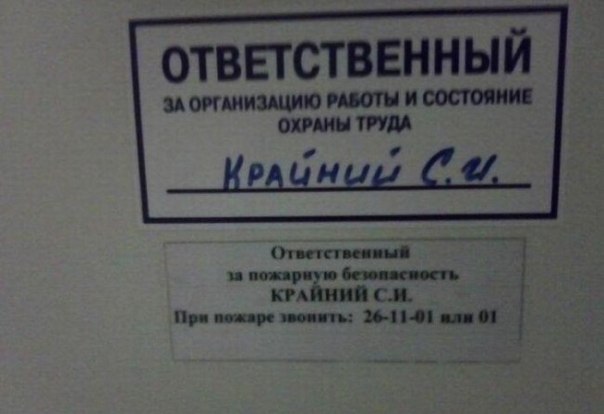 ОТВЕТСТВЕННЫЙ
ЗА ОРГАНИЗАЦИЮ РАБОТЫ И СОСТОЯНИЕ
ОХРАНЫ ТРУДА
КРАЙНИЙ С.И.
Ответственный
за пожарную безопасность
КРАЙНИЙ С.И.
При пожаре звонить: 26-11-01 или 01